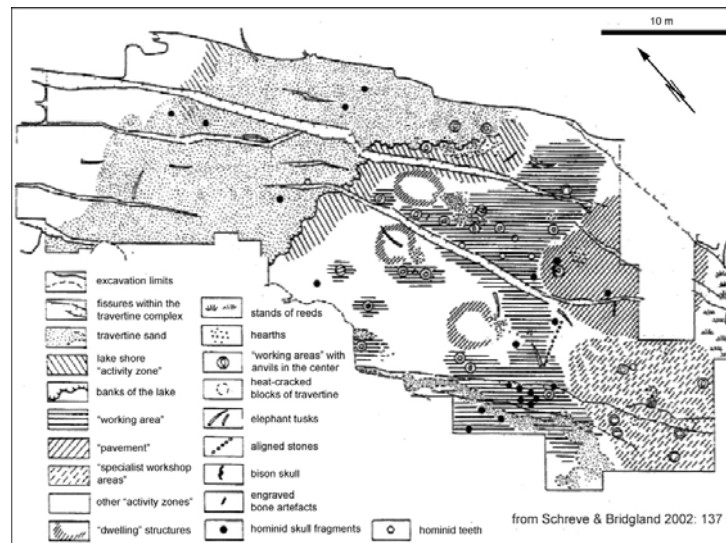 10 m
excavation limits
fissures within the
travertine complex
travertine sand
lake shore
"activity zone"
banks of the lake
"working area"
"pavement"
"specialist workshop
areas"
other "activity zones"
"dwelling" structures
stands of reeds
hearths
"working areas" with
anvils in the center
heat-cracked
blocks of travertine
elephant tusks
aligned stones
bison skull
engraved
bone artefacts
hominid skull fragments
hominid teeth
from Schreve & Bridgland 2002: 137